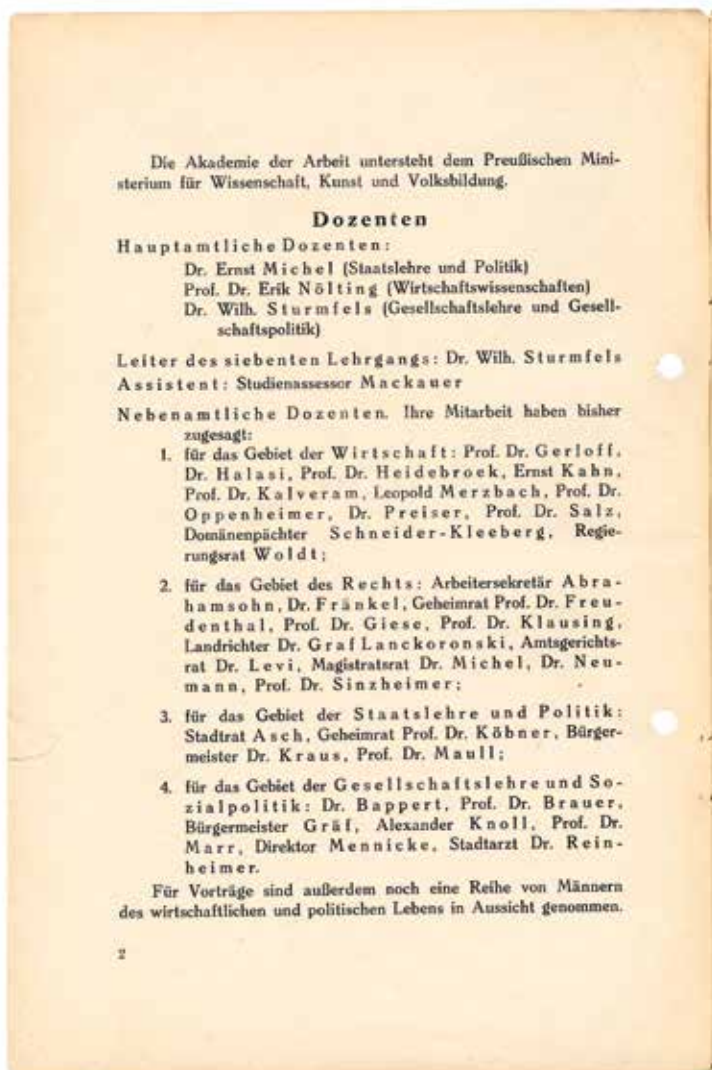 Die Akademie der Arbeit untersteht dem Preußischen Mini-
sterium für Wissenschaft, Kunst und Volksbildung.
Dozenten
Hauptamtliche Dozenten:
Dr. Ernst Michel (Staatslehre und Politik)
Prof. Dr. Erik Nölting (Wirtschaftswissenschaften)
Dr. Wilh. Sturmfels (Gesellschaftslehre und Gesell-
schaftspolitik)
Leiter des siebenten Lehrgangs: Dr. Wilh. Sturmfels
Assistent: Studienassessor Mackauer
Nebenamtliche Dozenten. Ihre Mitarbeit haben bisher
zugesagt:
1. für das Gebiet der Wirtschaft: Prof. Dr. Gerloff,
Dr. Halasi, Prof. Dr. Heidebroek, Ernst Kahn,
Prof. Dr. Kalveram, Leopold Merzbach, Prof. Dr.
Oppenheimer, Dr. Preiser, Prof. Dr. Salz,
Domänenpächter Schneider-Kleeberg, Regie-
rungsrat Woldt;
2. für das Gebiet des Rechts: Arbeitersekretär Abra-
hamsohn, Dr. Fränkel, Geheimrat Prof. Dr. Freu-
denthal, Prof. Dr. Giese, Prof. Dr. Klausing,
Landrichter Dr. Graf Lanckoronski, Amtsgerichts-
rat Dr. Levi, Magistratsrat Dr. Michel, Dr. Neu-
mann, Prof. Dr. Sinzheimer;
3. für das Gebiet der Staatslehre und Politik:
Stadtrat Asch, Geheimrat Prof. Dr. Köbner, Bürger-
meister Dr. Kraus, Prof. Dr. Maull;
4. für das Gebiet der Gesellschaftslehre und So-
zialpolitik: Dr. Bappert, Prof. Dr. Brauer,
Bürgermeister Gräf, Alexander Knoll, Prof. Dr.
Marr, Direktor Mennicke, Stadtarzt Dr. Rein-
heimer.
Für Vorträge sind außerdem noch eine Reihe von Männern
des wirtschaftlichen und politischen Lebens in Aussicht genommen.
2